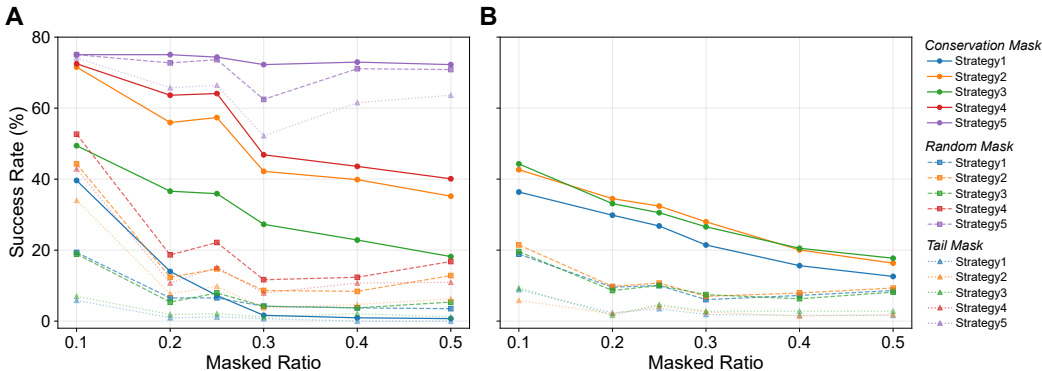 A
B
Success Rate (%)
80
60
40
20
0
0.1 0.2 0.3 0.4 0.5
Masked Ratio
0.1 0.2 0.3 0.4 0.5
Masked Ratio
Conservation Mask
Strategy1
Strategy2
Strategy3
Strategy4
Strategy5
Random Mask
Strategy1
Strategy2
Strategy3
Strategy4
Strategy5
Tail Mask
Strategy1
Strategy2
Strategy3
Strategy4
Strategy5